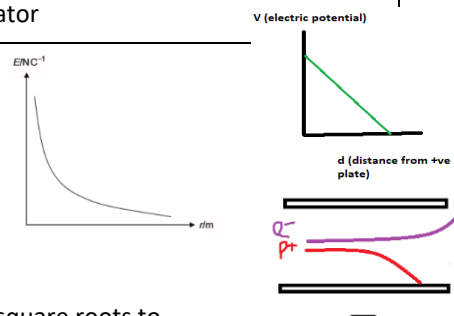 ator
V (electric potential)
E/NC⁻¹
r/m
d (distance from +ve
plate)
e⁻
P+
square roots to